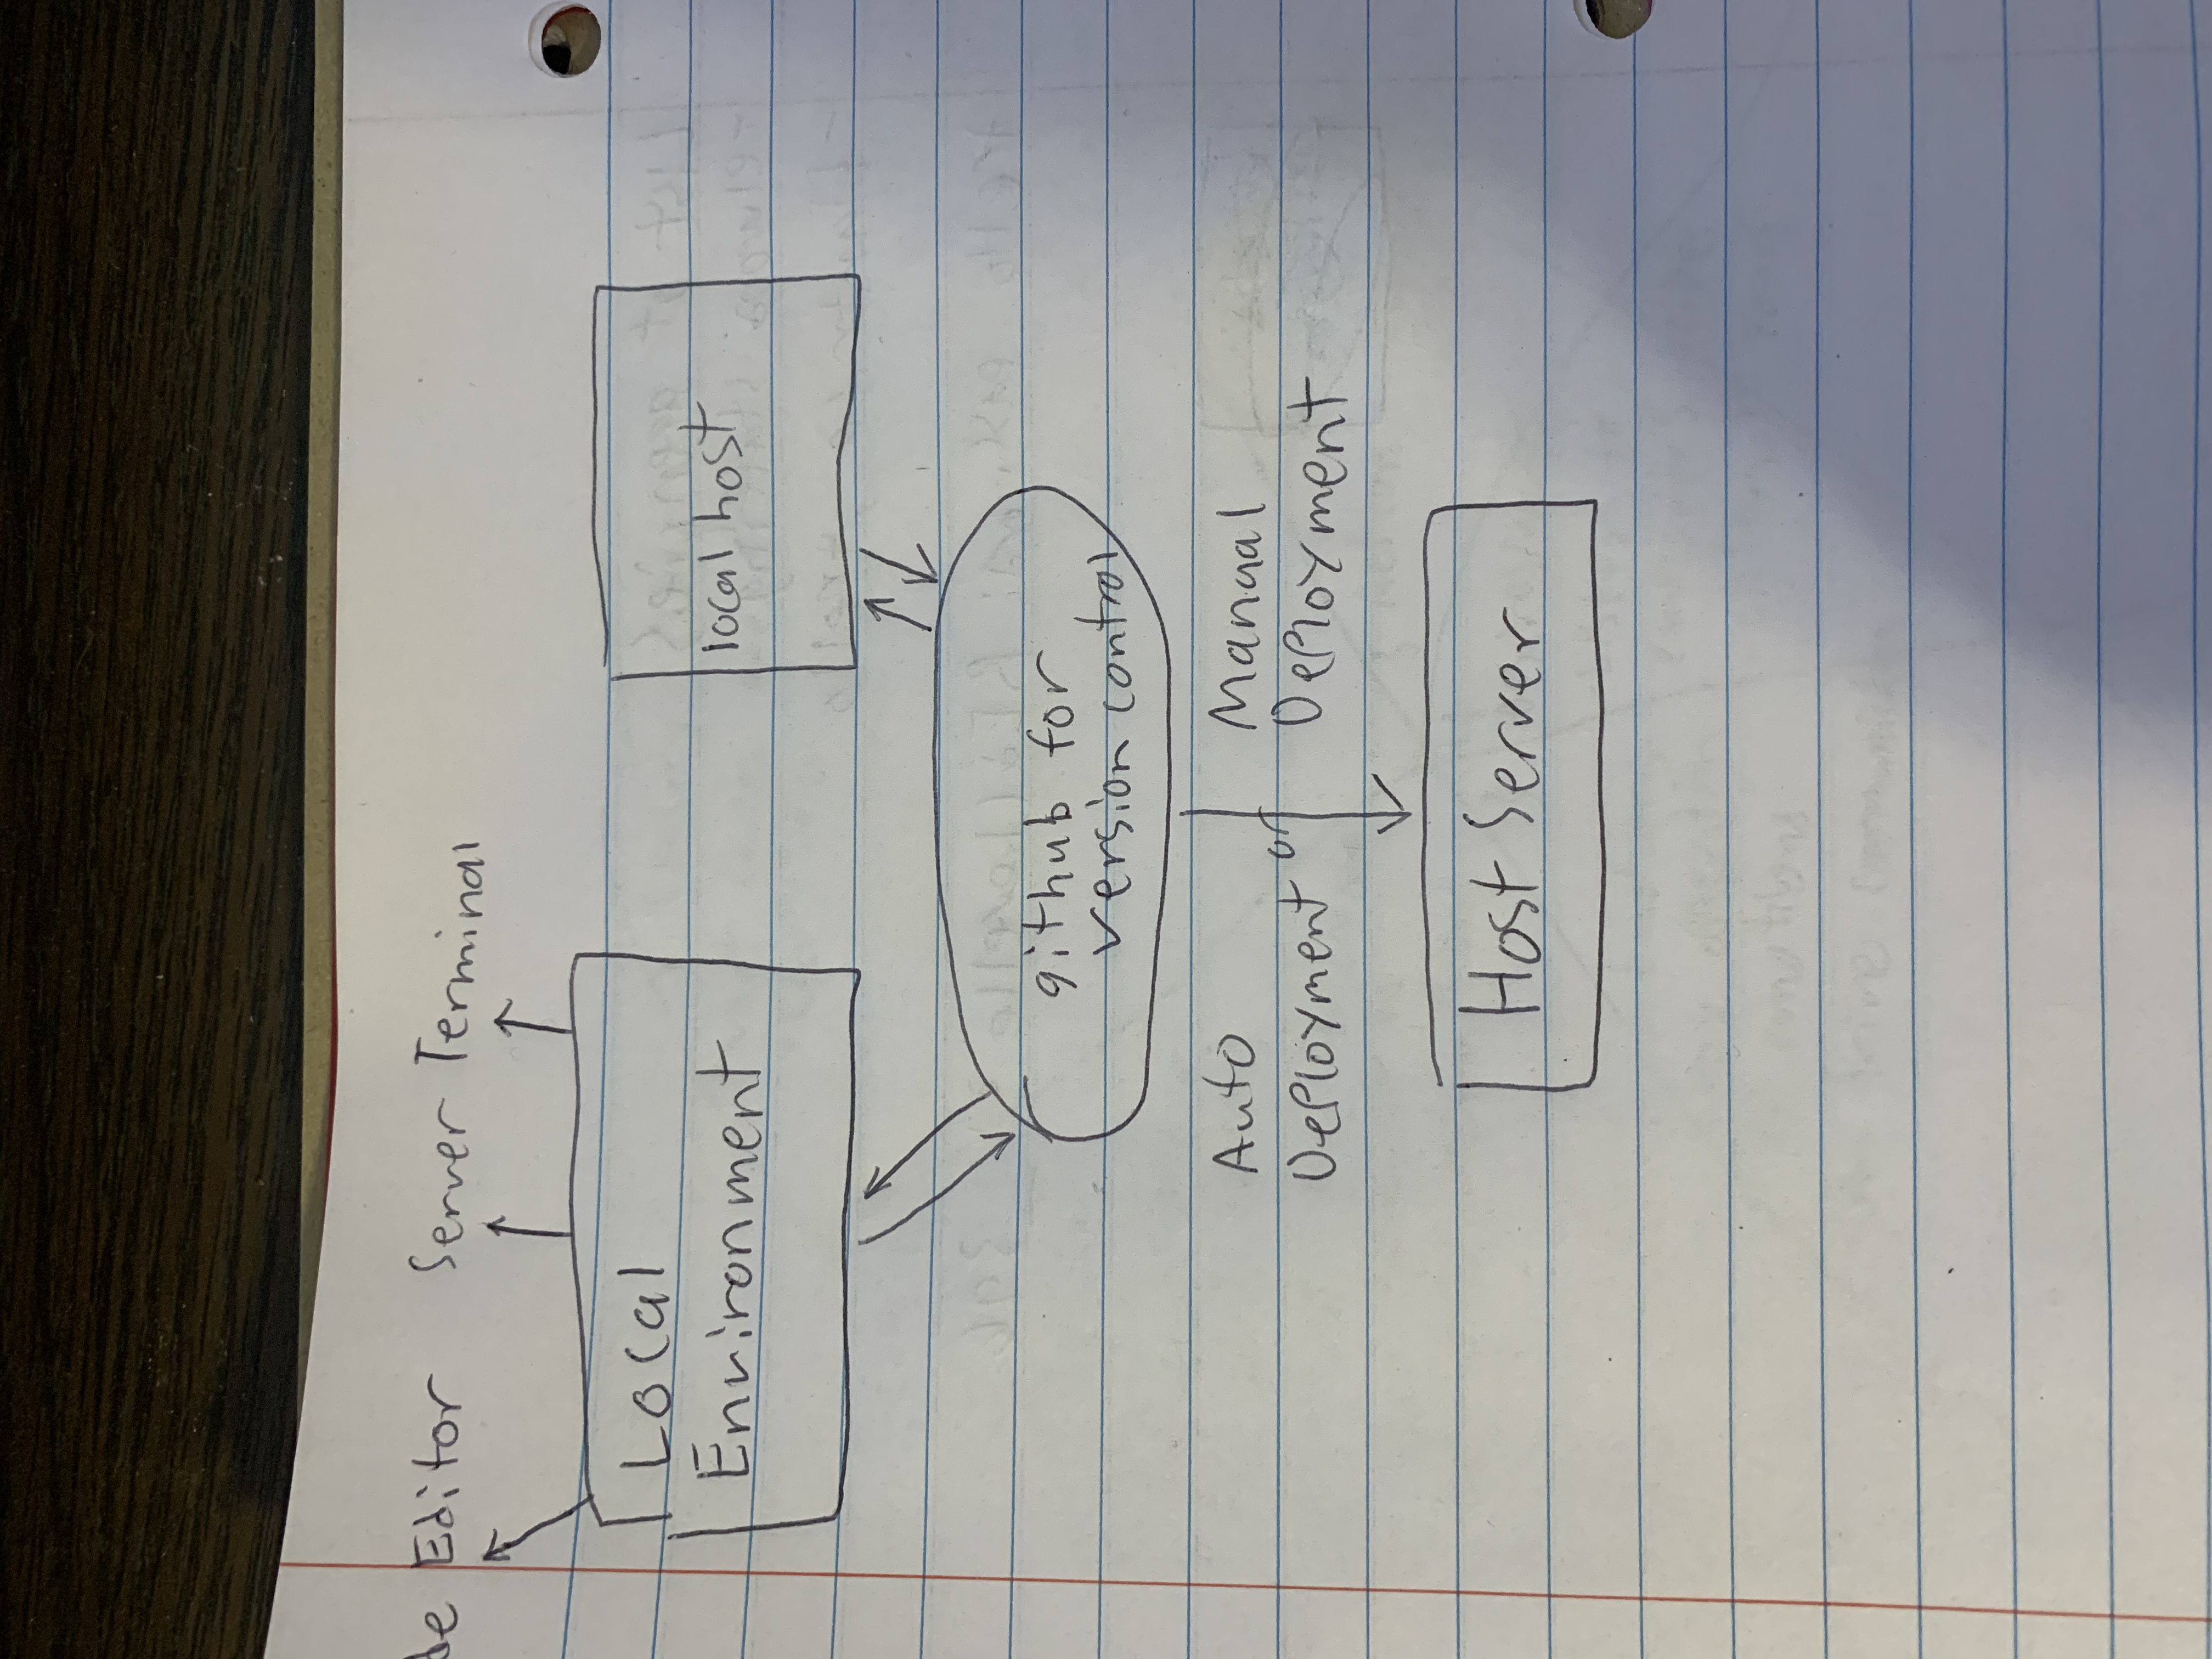 de Editor Server Terminal
Local
Environment
local host
github for
version control
Auto
Deployment
or
Manual
Deployment
Host Server